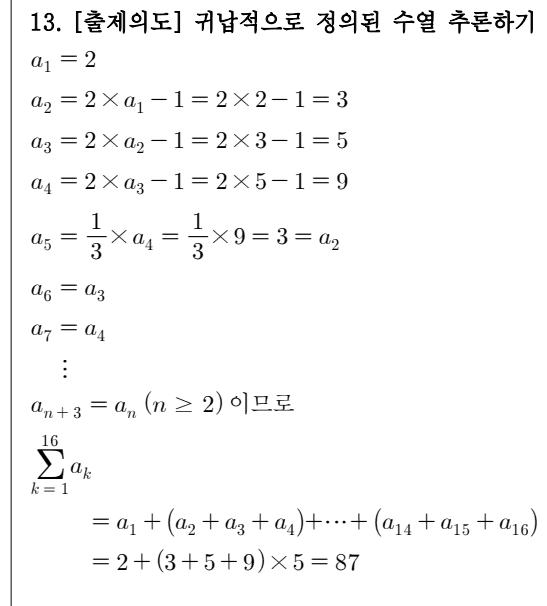 13. [출제의도] 귀납적으로 정의된 수열 추론하기
a₁ = 2
a₂ = 2 × a₁ − 1 = 2 × 2 − 1 = 3
a₃ = 2 × a₂ − 1 = 2 × 3 − 1 = 5
a₄ = 2 × a₃ − 1 = 2 × 5 − 1 = 9
a₅ = 1/3 × a₄ = 1/3 × 9 = 3 = a₂
a₆ = a₃
a₇ = a₄
⋮
aₙ₊₃ = aₙ (n ≥ 2) 이므로
∑_{k=1}^{16} aₖ
= a₁ + (a₂ + a₃ + a₄) + ⋯ + (a₁₄ + a₁₅ + a₁₆)
= 2 + (3 + 5 + 9) × 5 = 87